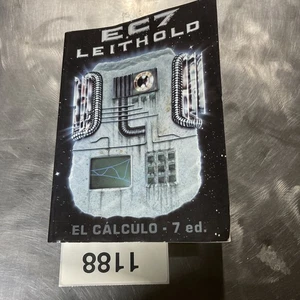 EC7
LEITHOLD
EL CÁLCULO - 7 ed.
1188